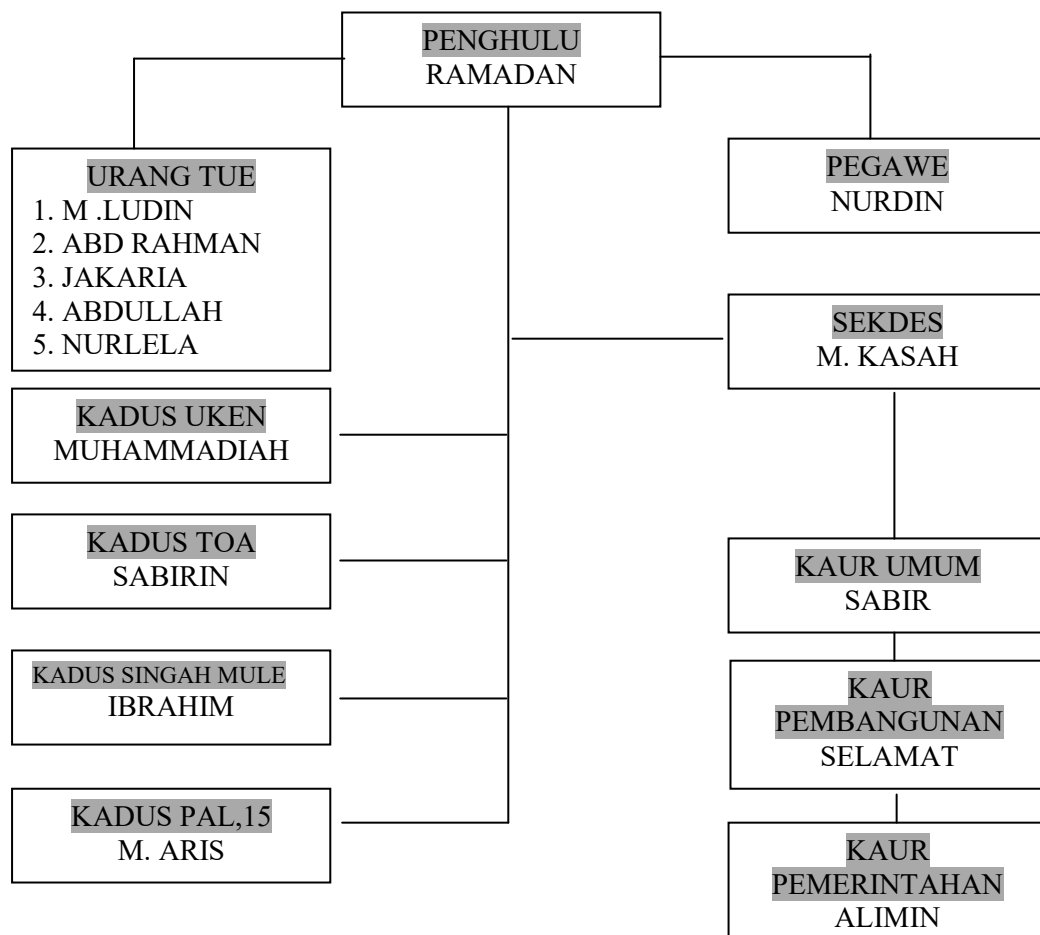 PENGHULU
RAMADAN
URANG TUE
1. M .LUDIN
2. ABD RAHMAN
3. JAKARIA
4. ABDULLAH
5. NURLELA
PEGAWE
NURDIN
SEKDES
M. KASAH
KADUS UKEN
MUHAMMADIAH
KADUS TOA
SABIRIN
KADUS SINGAH MULE
IBRAHIM
KADUS PAL,15
M. ARIS
KAUR UMUM
SABIR
KAUR
PEMBANGUNAN
SELAMAT
KAUR
PEMERINTAHAN
ALIMIN